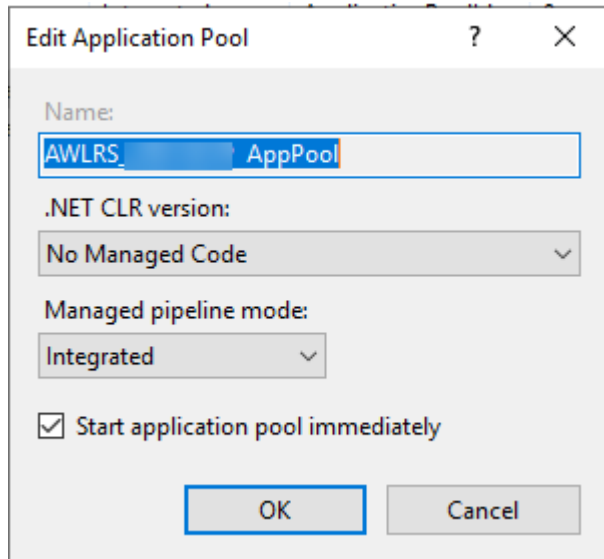 Edit Application Pool ? ×
Name:
AWLRS_ AppPool
.NET CLR version:
No Managed Code
Managed pipeline mode:
Integrated
Start application pool immediately
OK Cancel